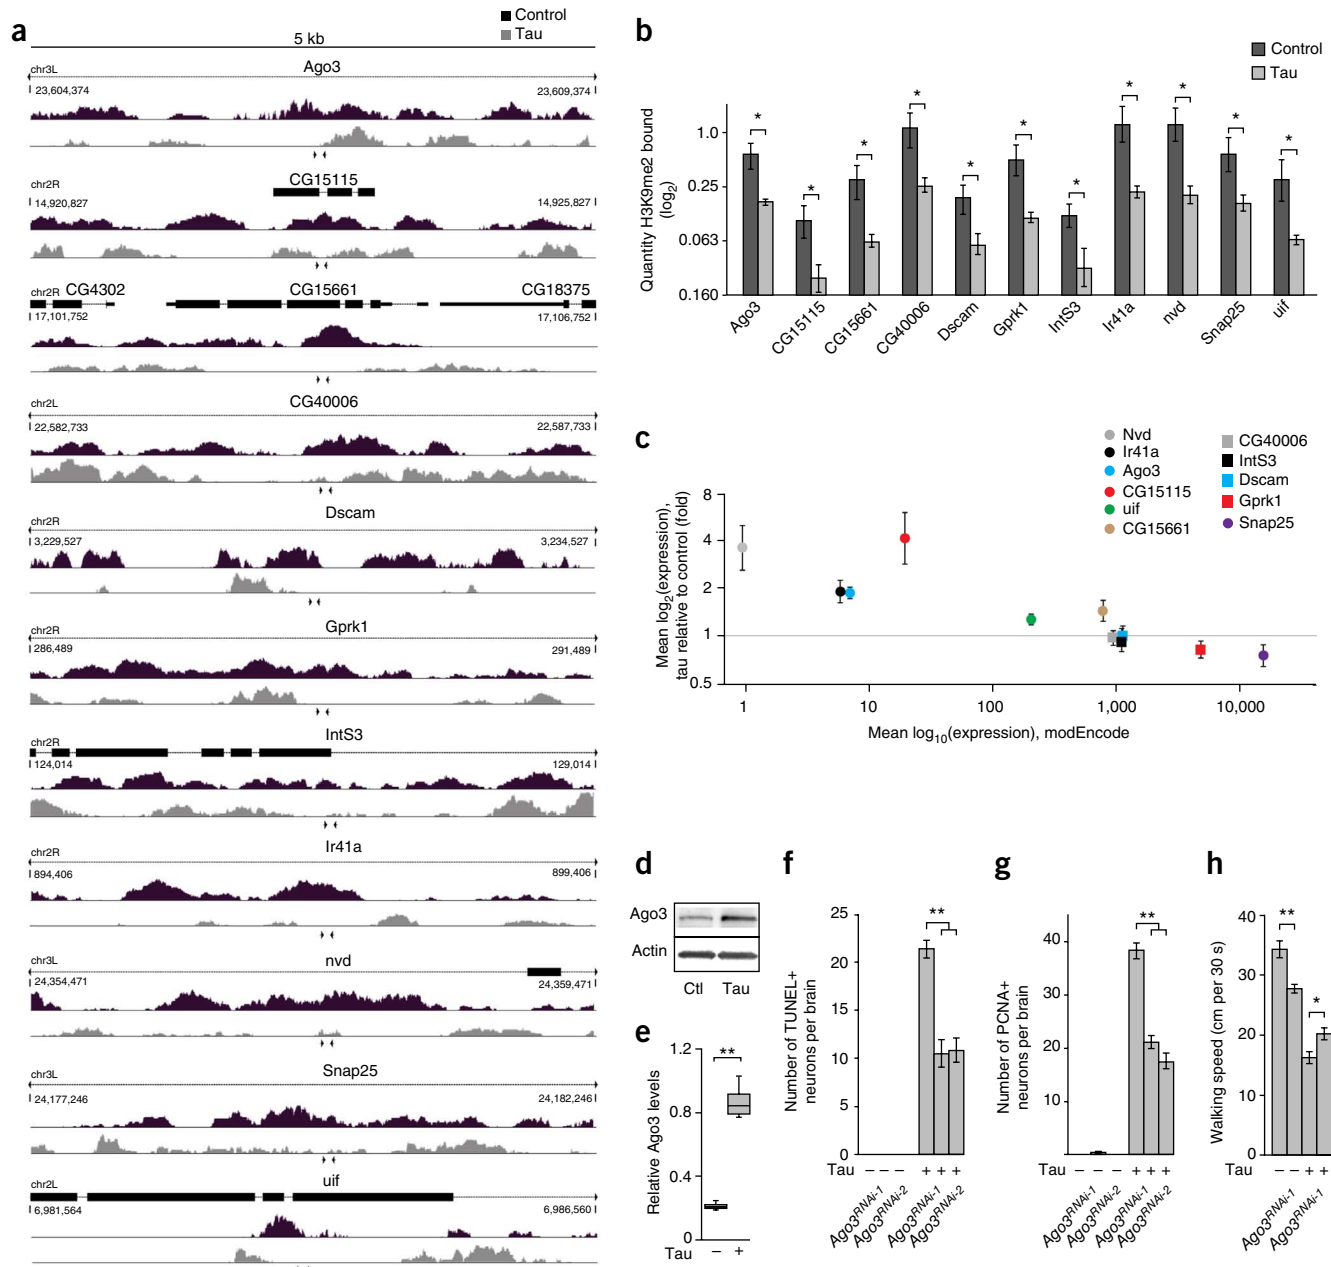 a
Control
Tau
5 kb
chr3L
Ago3
23,604,374
23,609,374
chr2R
CG15115
14,920,827
14,925,827
chr2R
CG4302
CG15661
CG18375
17,101,752
17,106,752
chr2L
CG40006
22,582,733
22,587,733
chr2R
Dscam
3,229,527
3,234,527
chr2R
Gprk1
286,489
291,489
chr2R
IntS3
124,014
129,014
chr2R
Ir41a
894,406
899,406
chr3L
nvd
24,354,471
24,359,471
chr3L
Snap25
24,177,246
24,182,246
chr2L
uif
6,981,564
6,986,560
b
Control
Tau
Quantity H3K9me2 bound
(log2)
1.0
0.25
0.063
0.160
* * * * * * * * * * *
Ago3
CG15115
CG15661
CG40006
Dscam
Gprk1
IntS3
Ir41a
nvd
Snap25
uif
c
Nvd
Ir41a
Ago3
CG15115
uif
CG15661
CG40006
IntS3
Dscam
Gprk1
Snap25
Mean log2(expression),
tau relative to control (fold)
8
4
2
1
0.5
1
10
100
1,000
10,000
Mean log10(expression), modEncode
d
Ago3
Actin
Ctl
Tau
e
Relative Ago3 levels
1.2
0.8
0.4
0
**
Tau
– +
f
Number of TUNEL+
neurons per brain
25
20
15
10
5
0
**
Tau – – – + + +
Ago3RNAi-1
Ago3RNAi-2
Ago3RNAi-1
Ago3RNAi-2
g
Number of PCNA+
neurons per brain
40
30
20
10
**
Tau – – – + + +
Ago3RNAi-1
Ago3RNAi-2
Ago3RNAi-1
Ago3RNAi-2
h
Walking speed (cm per 30 s)
40
30
20
10
0
**
*
Tau – – + +
Ago3RNAi-1
Ago3RNAi-1